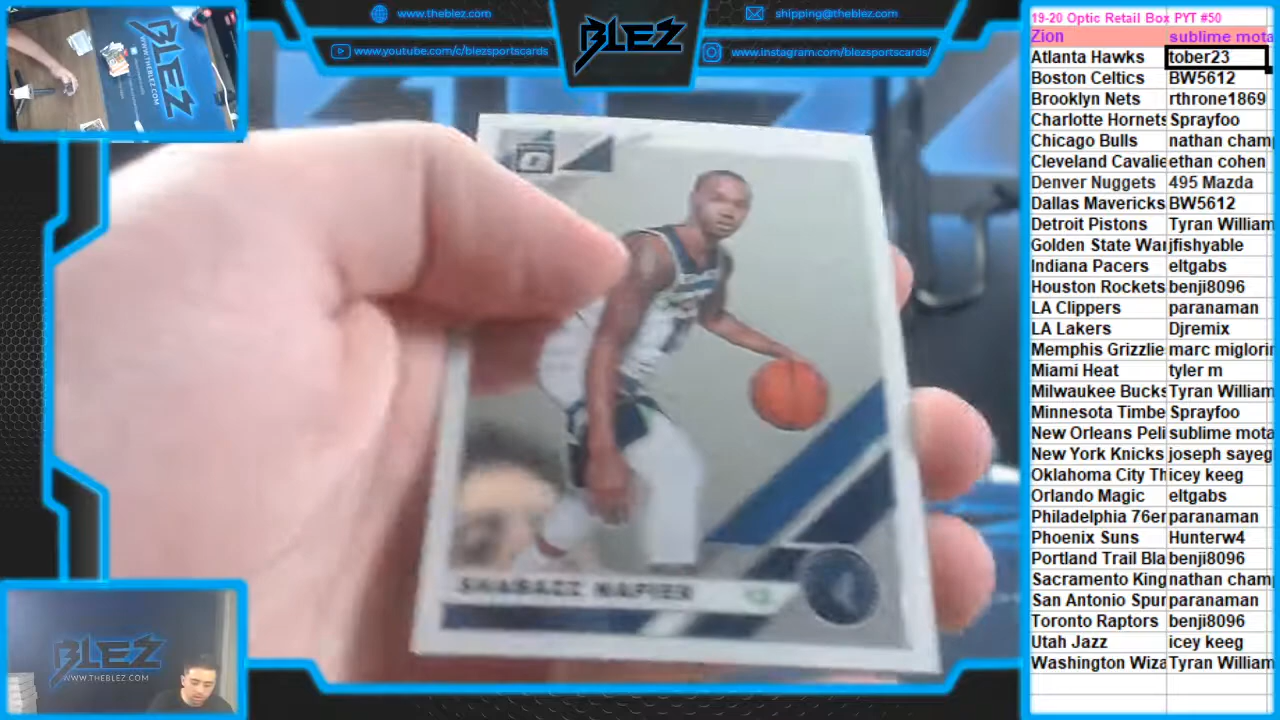 www.theblez.com
www.youtube.com/c/blezsportscards
BLEZ
shipping@theblez.com
www.instagram.com/blezsportscards/
BLEZ
WWW.THEBLEZ.COM
SHABAZZ NAPIER
BLEZ
WWW.THEBLEZ.COM
19-20 Optic Retail Box PYT #50
Zion sublime mota
Atlanta Hawks tober23
Boston Celtics BW5612
Brooklyn Nets rthrone1869
Charlotte Hornets Sprayfoo
Chicago Bulls nathan cham
Cleveland Cavalie ethan cohen
Denver Nuggets 495 Mazda
Dallas Mavericks BW5612
Detroit Pistons Tyran William
Golden State War jfishyable
Indiana Pacers eltgabs
Houston Rockets benji8096
LA Clippers paranaman
LA Lakers Djremix
Memphis Grizzlie marc miglorin
Miami Heat tyler m
Milwaukee Bucks Tyran William
Minnesota Timbe Sprayfoo
New Orleans Peli sublime mota
New York Knicks joseph sayeg
Oklahoma City Th icey keeg
Orlando Magic eltgabs
Philadelphia 76er paranaman
Phoenix Suns Hunterw4
Portland Trail Bla benji8096
Sacramento King nathan cham
San Antonio Spur paranaman
Toronto Raptors benji8096
Utah Jazz icey keeg
Washington Wiza Tyran William